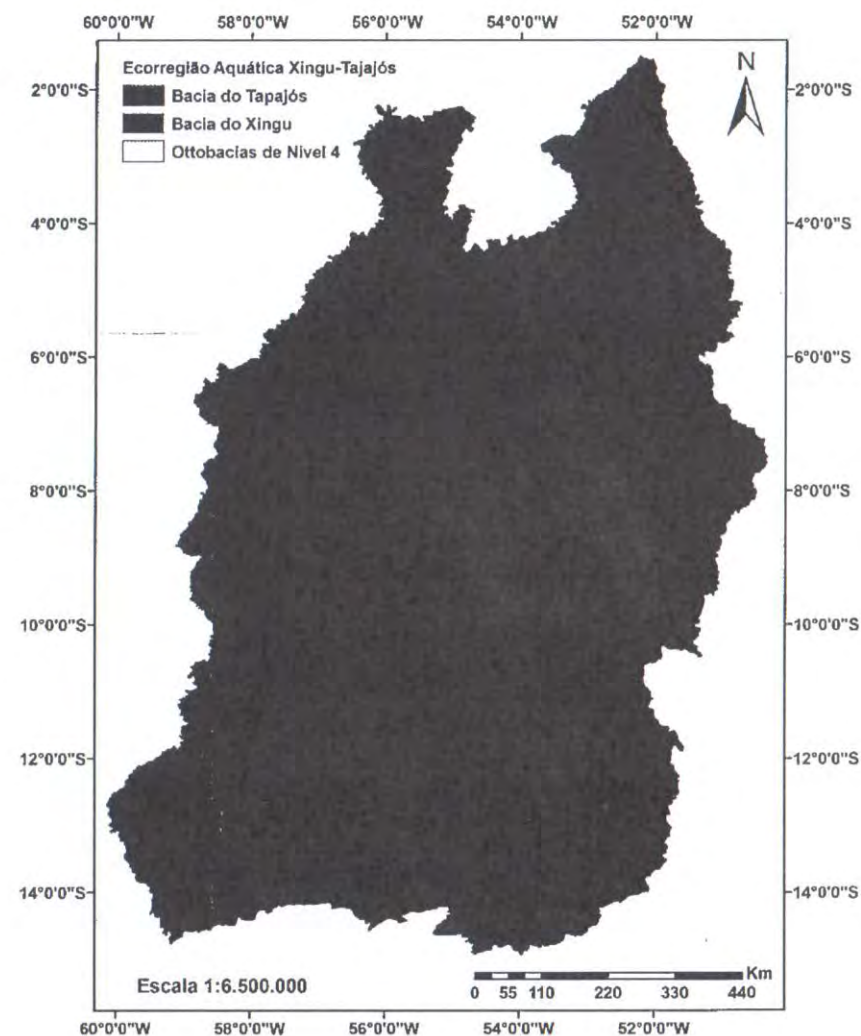 60°0'0"W 58°0'0"W 56°0'0"W 54°0'0"W 52°0'0"W
Ecorregião Aquática Xingu-Tajajós
Bacia do Tapajós
Bacia do Xingu
Ottobacias de Nivel 4
N
2°0'0"S 2°0'0"S
4°0'0"S 4°0'0"S
6°0'0"S 6°0'0"S
8°0'0"S 8°0'0"S
10°0'0"S 10°0'0"S
12°0'0"S 12°0'0"S
14°0'0"S 14°0'0"S
Escala 1:6.500.000
Km
0 55 110 220 330 440
60°0'0"W 58°0'0"W 56°0'0"W 54°0'0"W 52°0'0"W